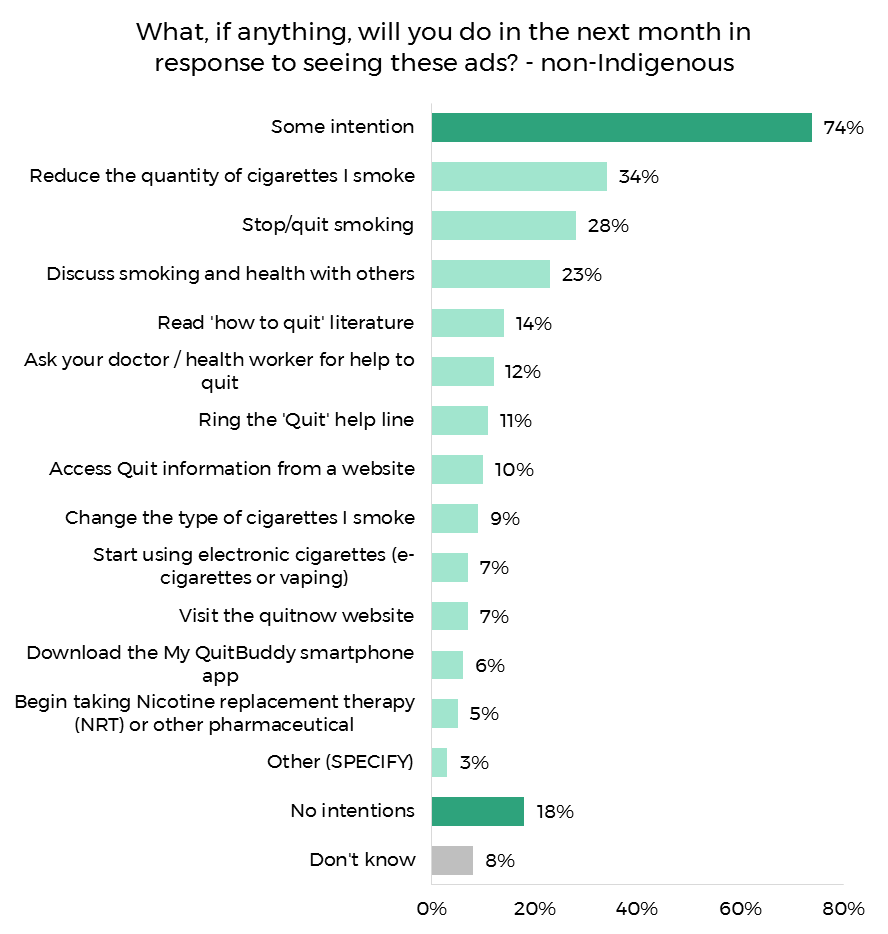 What, if anything, will you do in the next month in
response to seeing these ads? - non-Indigenous
Some intention 74%
Reduce the quantity of cigarettes I smoke 34%
Stop/quit smoking 28%
Discuss smoking and health with others 23%
Read 'how to quit' literature 14%
Ask your doctor / health worker for help to
quit 12%
Ring the 'Quit' help line 11%
Access Quit information from a website 10%
Change the type of cigarettes I smoke 9%
Start using electronic cigarettes (e-
cigarettes or vaping) 7%
Visit the quitnow website 7%
Download the My QuitBuddy smartphone
app 6%
Begin taking Nicotine replacement therapy
(NRT) or other pharmaceutical 5%
Other (SPECIFY) 3%
No intentions 18%
Don't know 8%
0% 20% 40% 60% 80%